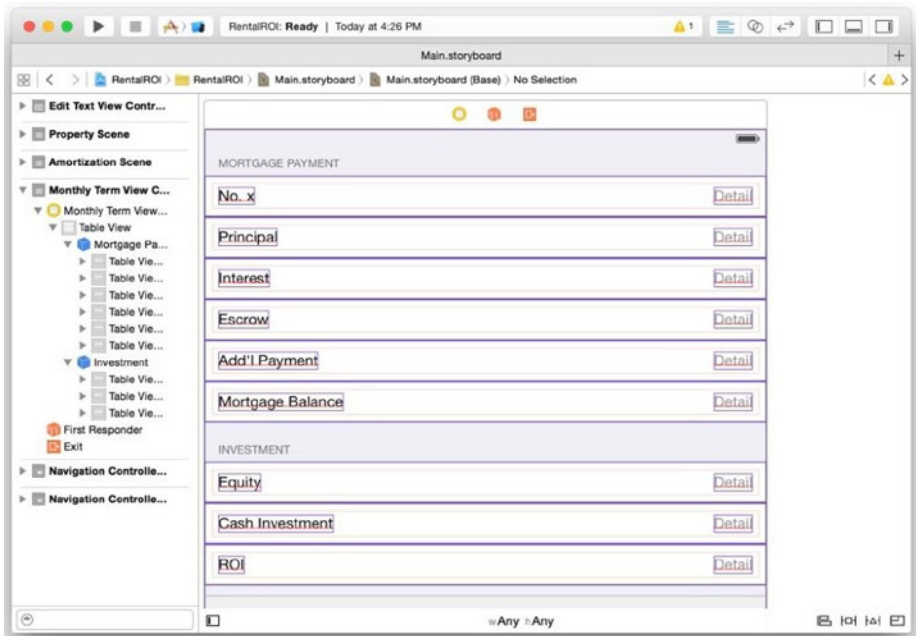 RentalROI: Ready | Today at 4:26 PM
1
Main.storyboard
RentalROI
RentalROI
Main.storyboard
Main.storyboard (Base)
No Selection
Edit Text View Contr...
Property Scene
Amortization Scene
Monthly Term View C...
Monthly Term View...
Table View
Mortgage Pa...
Table Vie...
Table Vie...
Table Vie...
Table Vie...
Table Vie...
Table Vie...
Investment
Table Vie...
Table Vie...
Table Vie...
First Responder
Exit
Navigation Controlle...
Navigation Controlle...
MORTGAGE PAYMENT
No. x Detail
Principal Detail
Interest Detail
Escrow Detail
Add'l Payment Detail
Mortgage Balance Detail
INVESTMENT
Equity Detail
Cash Investment Detail
ROI Detail
wAny hAny